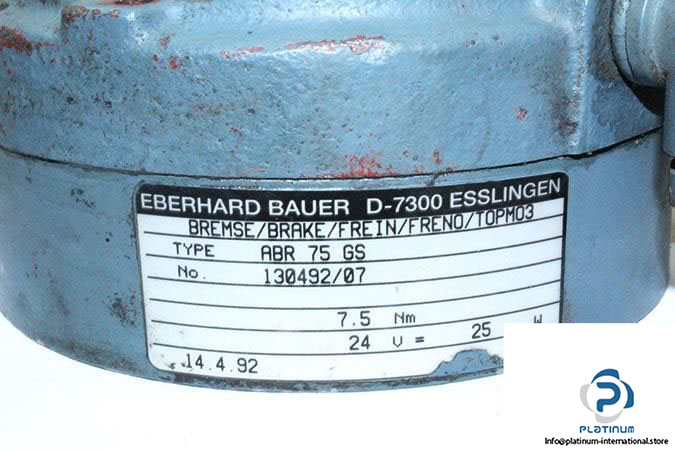 EBERHARD BAUER D-7300 ESSLINGEN
BREMSE/BRAKE/FREIN/FRENO/TOPMO3
TYPE ABR 75 GS
No. 130492/07
7.5 Nm
24 V = 25 W
14.4.92
PLATINUM
info@platinum-international.store